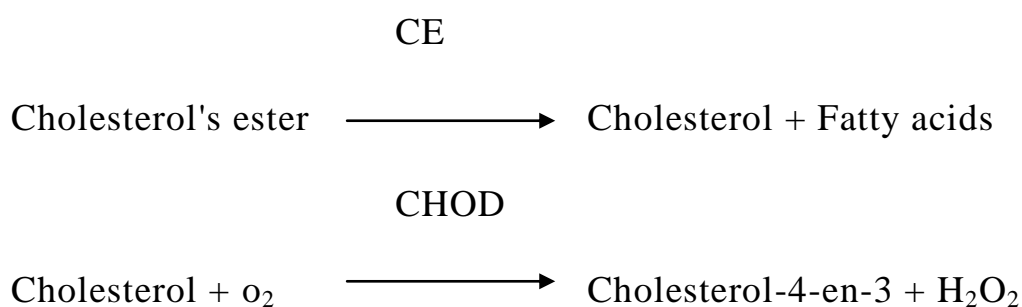 CE
Cholesterol's ester ⟶ Cholesterol + Fatty acids
CHOD
Cholesterol + o₂ ⟶ Cholesterol-4-en-3 + H₂O₂